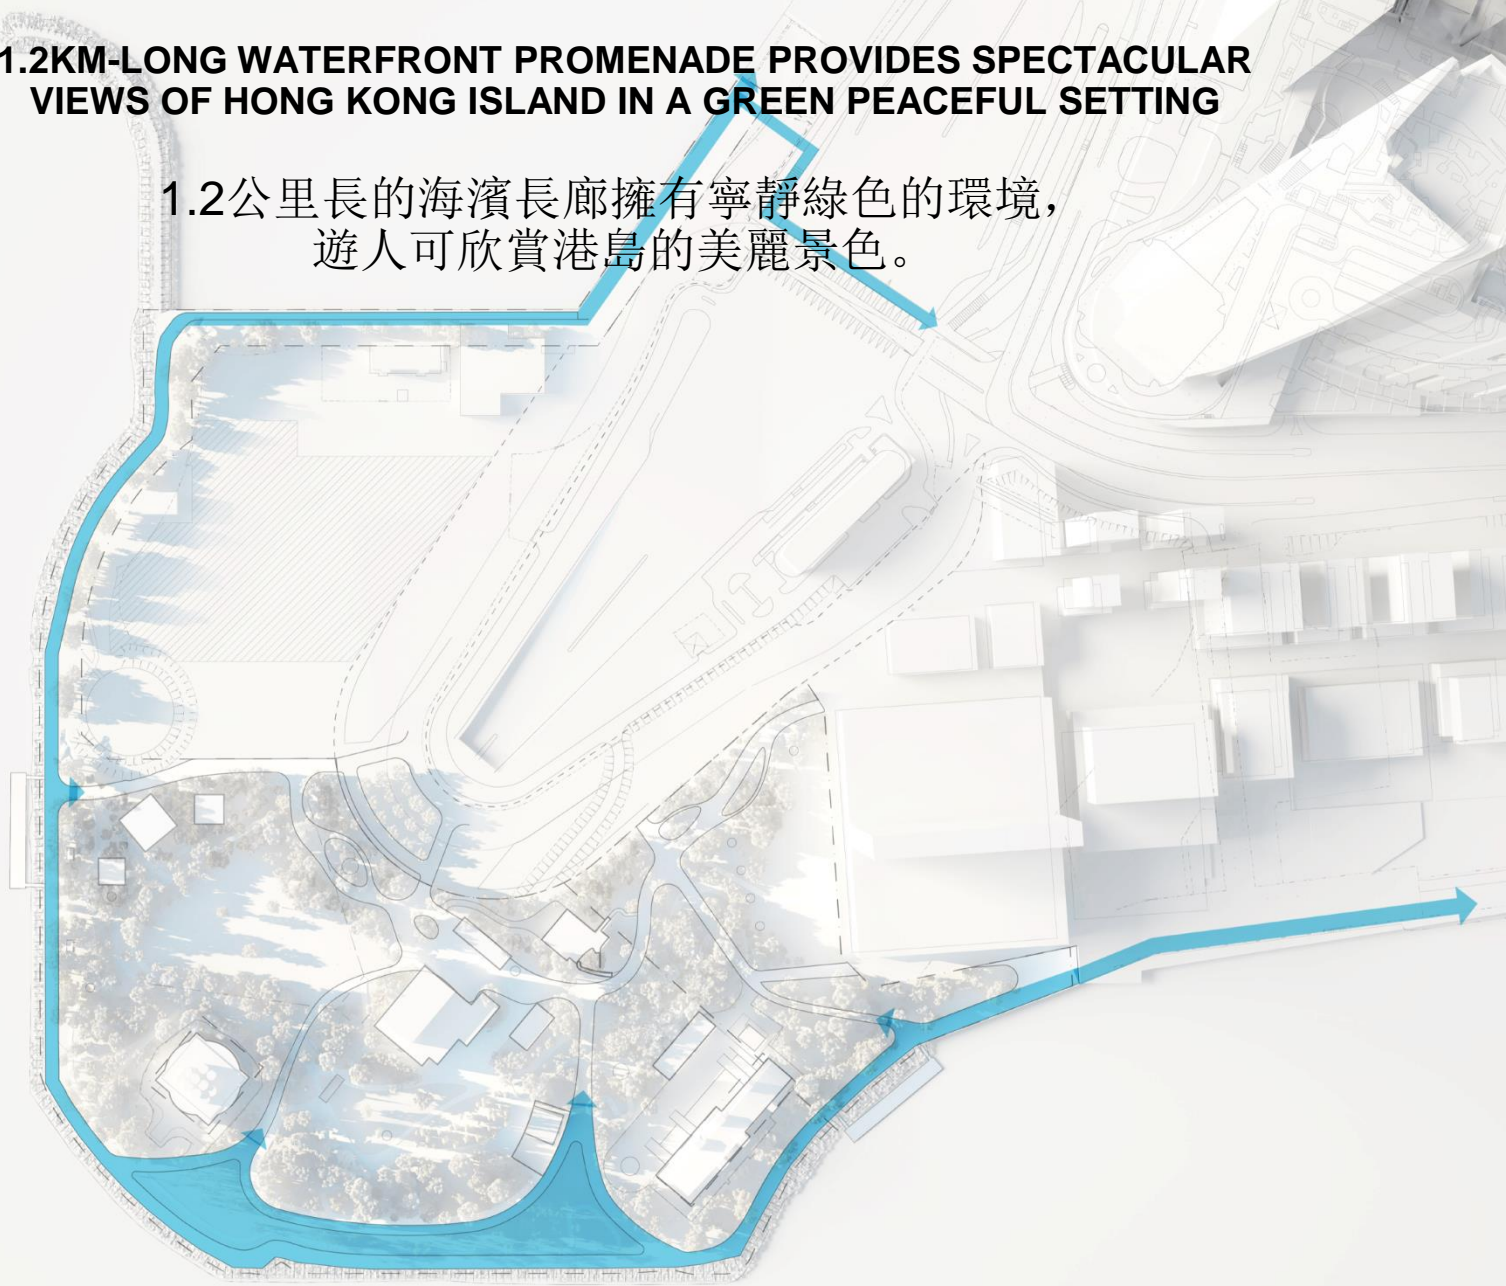 1.2KM-LONG WATERFRONT PROMENADE PROVIDES SPECTACULAR
VIEWS OF HONG KONG ISLAND IN A GREEN PEACEFUL SETTING
1.2公里長的海濱長廊擁有寧靜綠色的環境，
遊人可欣賞港島的美麗景色。